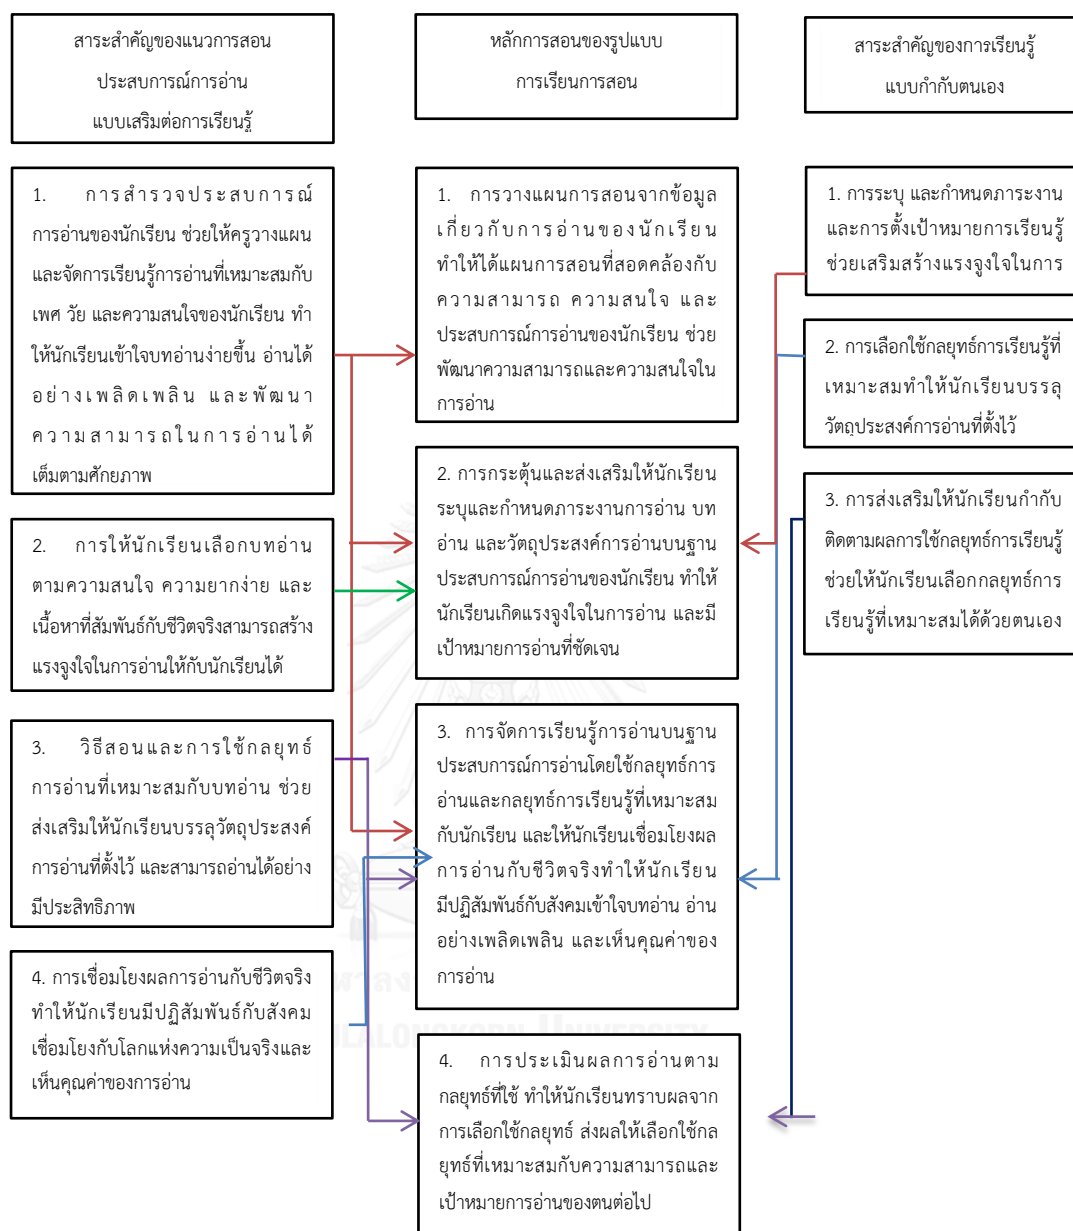 สาระสำคัญของแนวการสอน
ประสบการณ์การอ่าน
แบบเสริมต่อการเรียนรู้
หลักการสอนของรูปแบบ
การเรียนการสอน
สาระสำคัญของการเรียนรู้
แบบกำกับตนเอง
1. การสำรวจประสบการณ์
การอ่านของนักเรียน ช่วยให้ครูวางแผน
และจัดการเรียนรู้การอ่านที่เหมาะสมกับ
เพศ วัย และความสนใจของนักเรียน ทำ
ให้นักเรียนเข้าใจบทอ่านง่ายขึ้น อ่านได้
อย่างเพลิดเพลิน และพัฒนา
ความสามารถในการอ่านได้
เต็มตามศักยภาพ
2. การให้นักเรียนเลือกบทอ่าน
ตามความสนใจ ความยากง่าย และ
เนื้อหาที่สัมพันธ์กับชีวิตจริงสามารถสร้าง
แรงจูงใจในการอ่านให้กับนักเรียนได้
3. วิธีสอนและการใช้กลยุทธ์
การอ่านที่เหมาะสมกับบทอ่าน ช่วย
ส่งเสริมให้นักเรียนบรรลุวัตถุประสงค์
การอ่านที่ตั้งไว้ และสามารถอ่านได้อย่าง
มีประสิทธิภาพ
4. การเชื่อมโยงผลการอ่านกับชีวิตจริง
ทำให้นักเรียนมีปฏิสัมพันธ์กับสังคม
เชื่อมโยงกับโลกแห่งความเป็นจริงและ
เห็นคุณค่าของการอ่าน
1. การวางแผนการสอนจากข้อมูล
เกี่ยวกับการอ่านของนักเรียน
ทำให้ได้แผนการสอนที่สอดคล้องกับ
ความสามารถ ความสนใจ และ
ประสบการณ์การอ่านของนักเรียน ช่วย
พัฒนาความสามารถและความสนใจใน
การอ่าน
2. การกระตุ้นและส่งเสริมให้นักเรียน
ระบุและกำหนดภาระงานการอ่าน บท
อ่าน และวัตถุประสงค์การอ่านบนฐาน
ประสบการณ์การอ่านของนักเรียน ทำให้
นักเรียนเกิดแรงจูงใจในการอ่าน และมี
เป้าหมายการอ่านที่ชัดเจน
3. การจัดการเรียนรู้การอ่านบนฐาน
ประสบการณ์การอ่านโดยใช้กลยุทธ์การ
อ่านและกลยุทธ์การเรียนรู้ที่เหมาะสม
กับนักเรียน และให้นักเรียนเชื่อมโยงผล
การอ่านกับชีวิตจริงทำให้นักเรียน
มีปฏิสัมพันธ์กับสังคมเข้าใจบทอ่าน อ่าน
อย่างเพลิดเพลิน และเห็นคุณค่าของ
การอ่าน
4. การประเมินผลการอ่านตาม
กลยุทธ์ที่ใช้ ทำให้นักเรียนทราบผลจาก
การเลือกใช้กลยุทธ์ ส่งผลให้เลือกใช้กล
ยุทธ์ที่เหมาะสมกับความสามารถและ
เป้าหมายการอ่านของตนต่อไป
1. การระบุ และกำหนดภาระงาน
และการตั้งเป้าหมายการเรียนรู้
ช่วยเสริมสร้างแรงจูงใจในการ
2. การเลือกใช้กลยุทธ์การเรียนรู้ที่
เหมาะสมทำให้นักเรียนบรรลุ
วัตถุประสงค์การอ่านที่ตั้งไว้
3. การส่งเสริมให้นักเรียนกำกับ
ติดตามผลการใช้กลยุทธ์การเรียนรู้
ช่วยให้นักเรียนเลือกกลยุทธ์การ
เรียนรู้ที่เหมาะสมได้ด้วยตนเอง